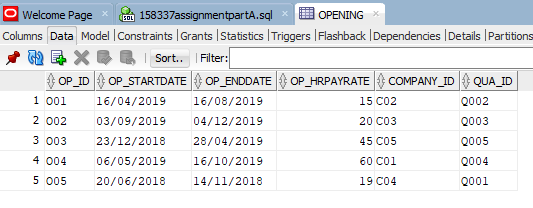 Welcome Page 158337assignmentpartA.sql OPENING
Columns Data Model Constraints Grants Statistics Triggers Flashback Dependencies Details Partitions
Sort.. Filter:
OP_ID OP_STARTDATE OP_ENDDATE OP_HRPAYRATE COMPANY_ID QUA_ID
1 O01 16/04/2019 16/08/2019 15 C02 Q002
2 O02 03/09/2019 04/12/2019 20 C03 Q003
3 O03 23/12/2018 28/04/2019 45 C05 Q005
4 O04 06/05/2019 16/10/2019 60 C01 Q004
5 O05 20/06/2018 14/11/2018 19 C04 Q001